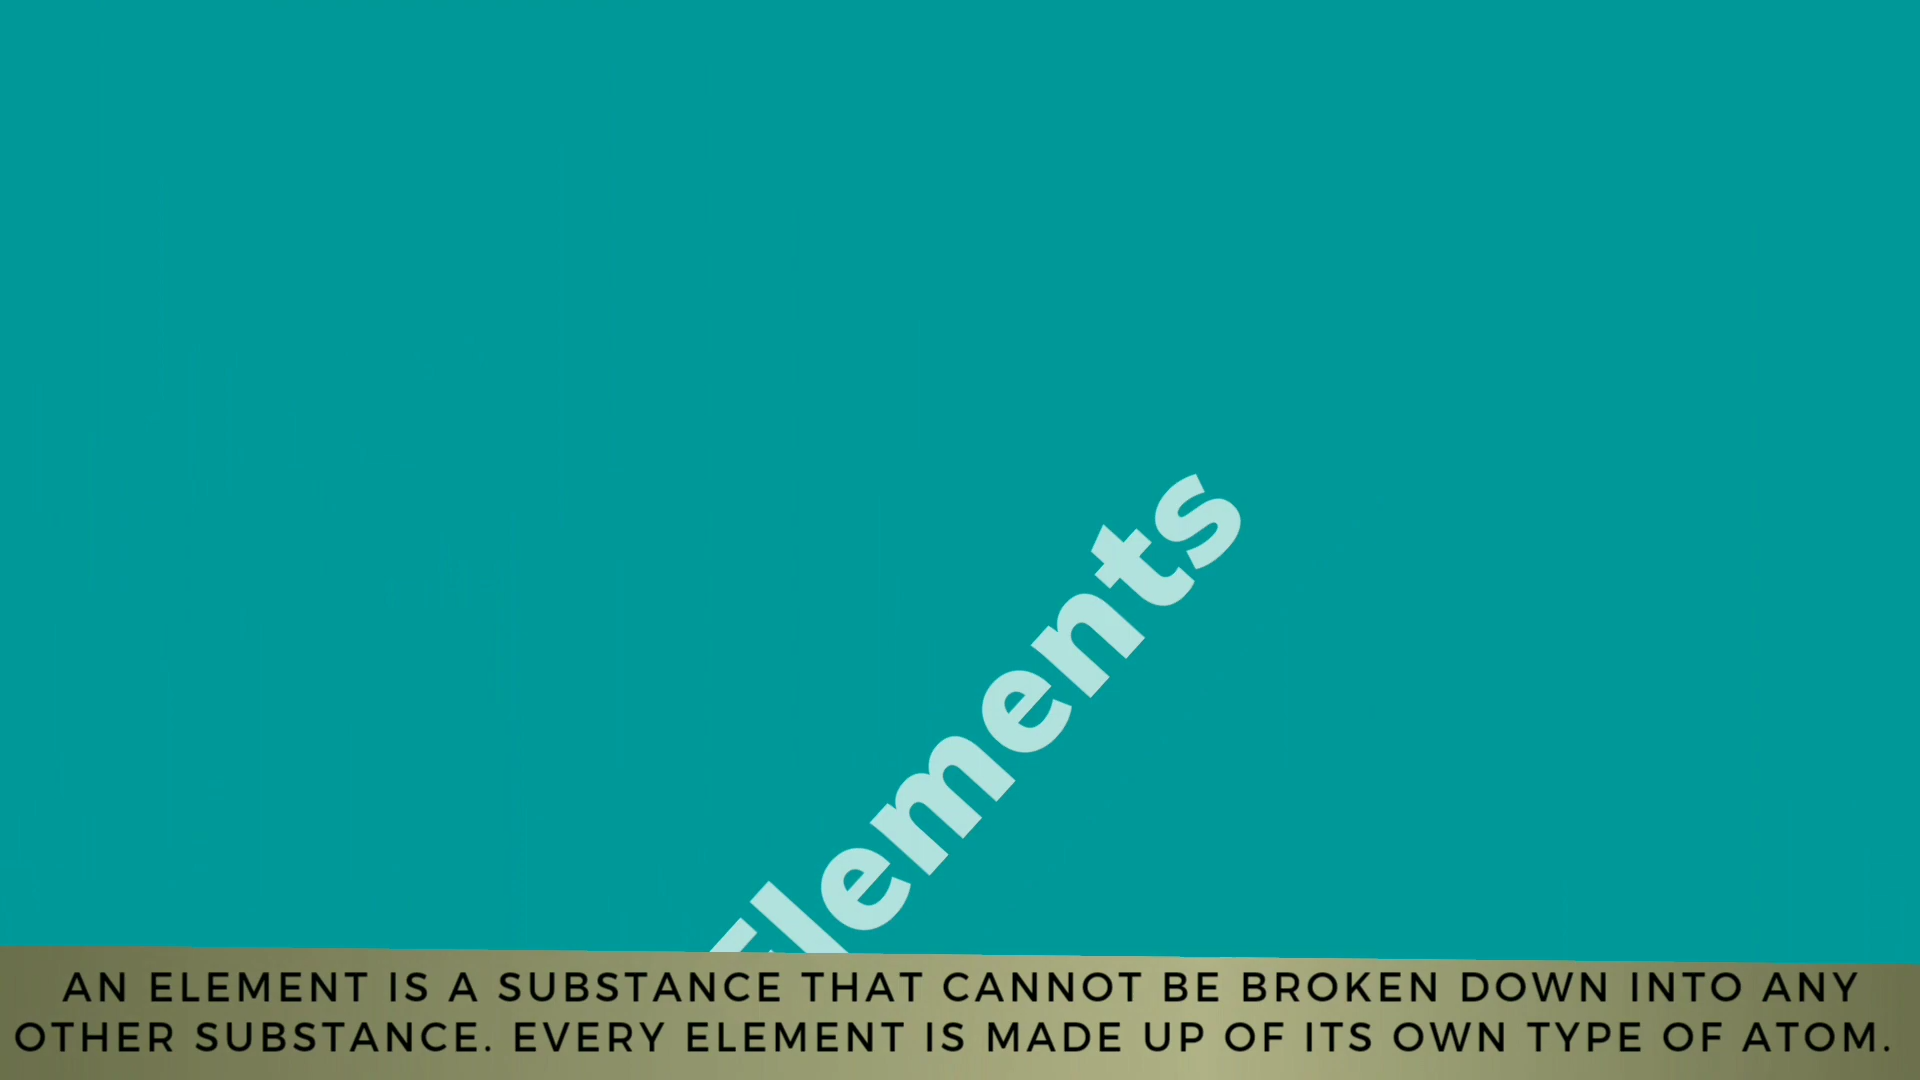 Elements
AN ELEMENT IS A SUBSTANCE THAT CANNOT BE BROKEN DOWN INTO ANY
OTHER SUBSTANCE. EVERY ELEMENT IS MADE UP OF ITS OWN TYPE OF ATOM.